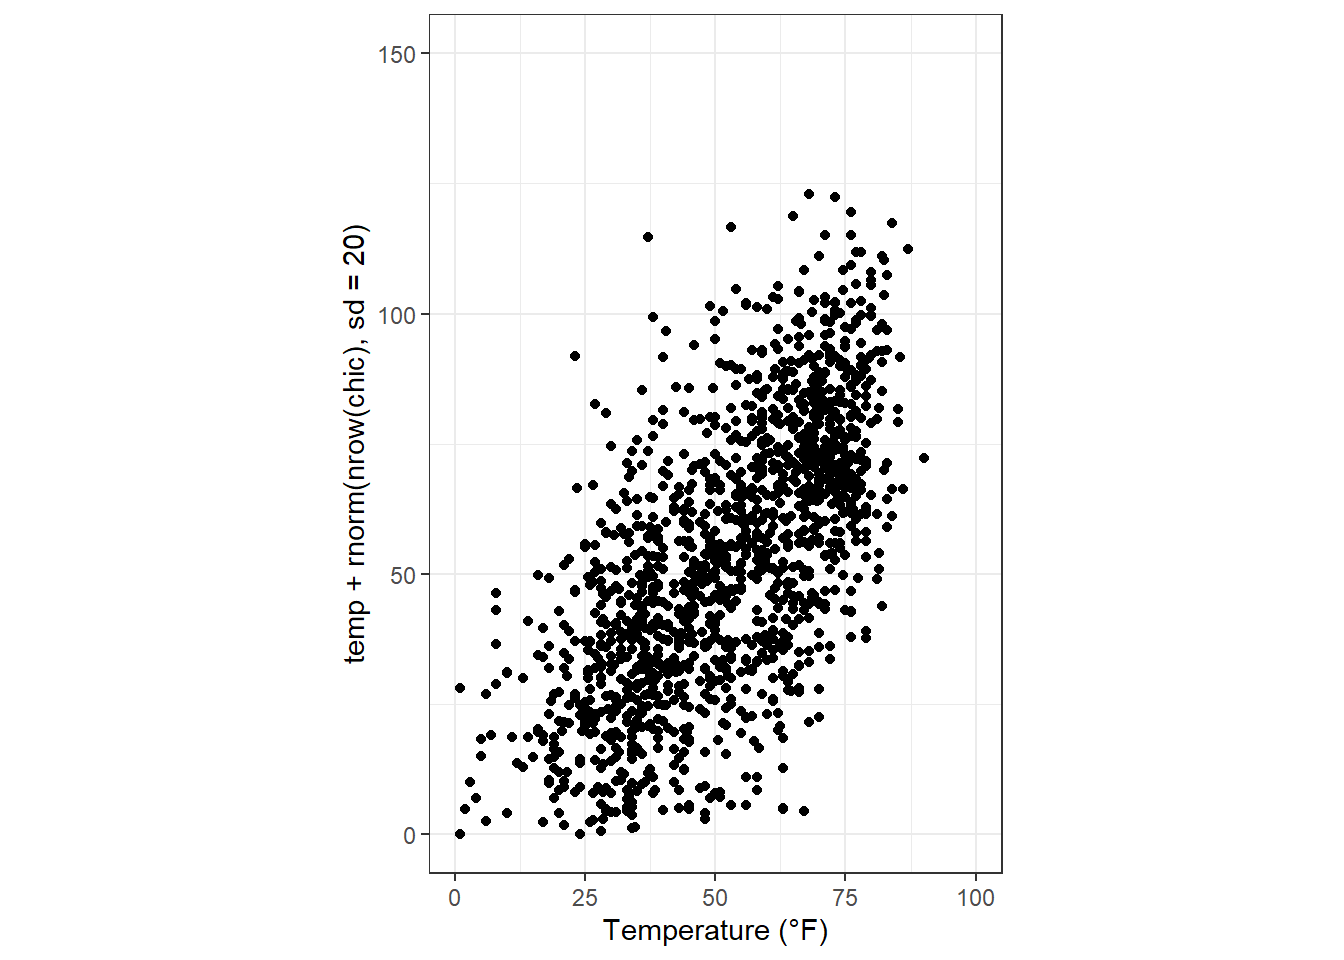 150
100
50
0
temp + rnorm(nrow(chic), sd = 20)
0 25 50 75 100
Temperature (°F)